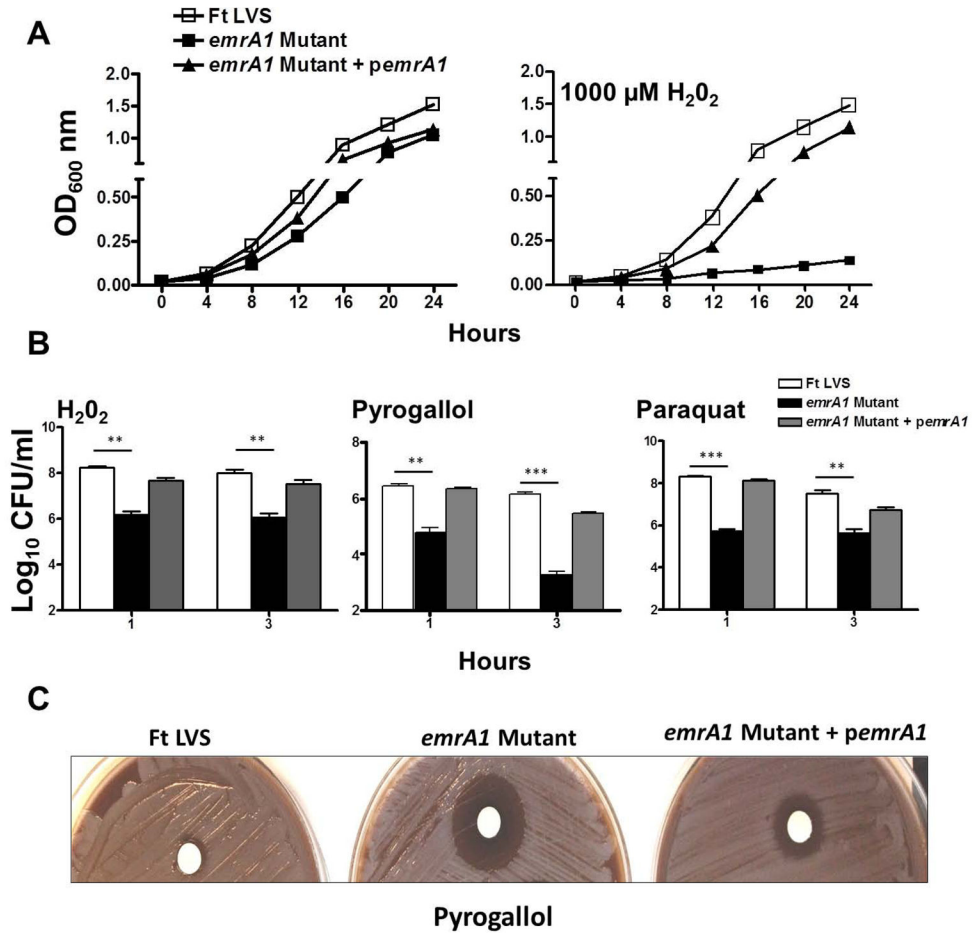 A
Ft LVS
emrA1 Mutant
emrA1 Mutant + pemrA1
OD600 nm
2.0
1.5
1.0
0.50
0.25
0.00
0 4 8 12 16 20 24
1000 µM H202
2.0
1.5
1.0
0.50
0.25
0.00
0 4 8 12 16 20 24
Hours
B
Ft LVS
emrA1 Mutant
emrA1 Mutant + pemrA1
Log10 CFU/ml
H202
10
8
6
4
2
** **
1 3
Pyrogallol
8
6
4
2
** ***
1 3
Paraquat
10
8
6
4
2
*** **
1 3
Hours
C
Ft LVS emrA1 Mutant emrA1 Mutant + pemrA1
Pyrogallol